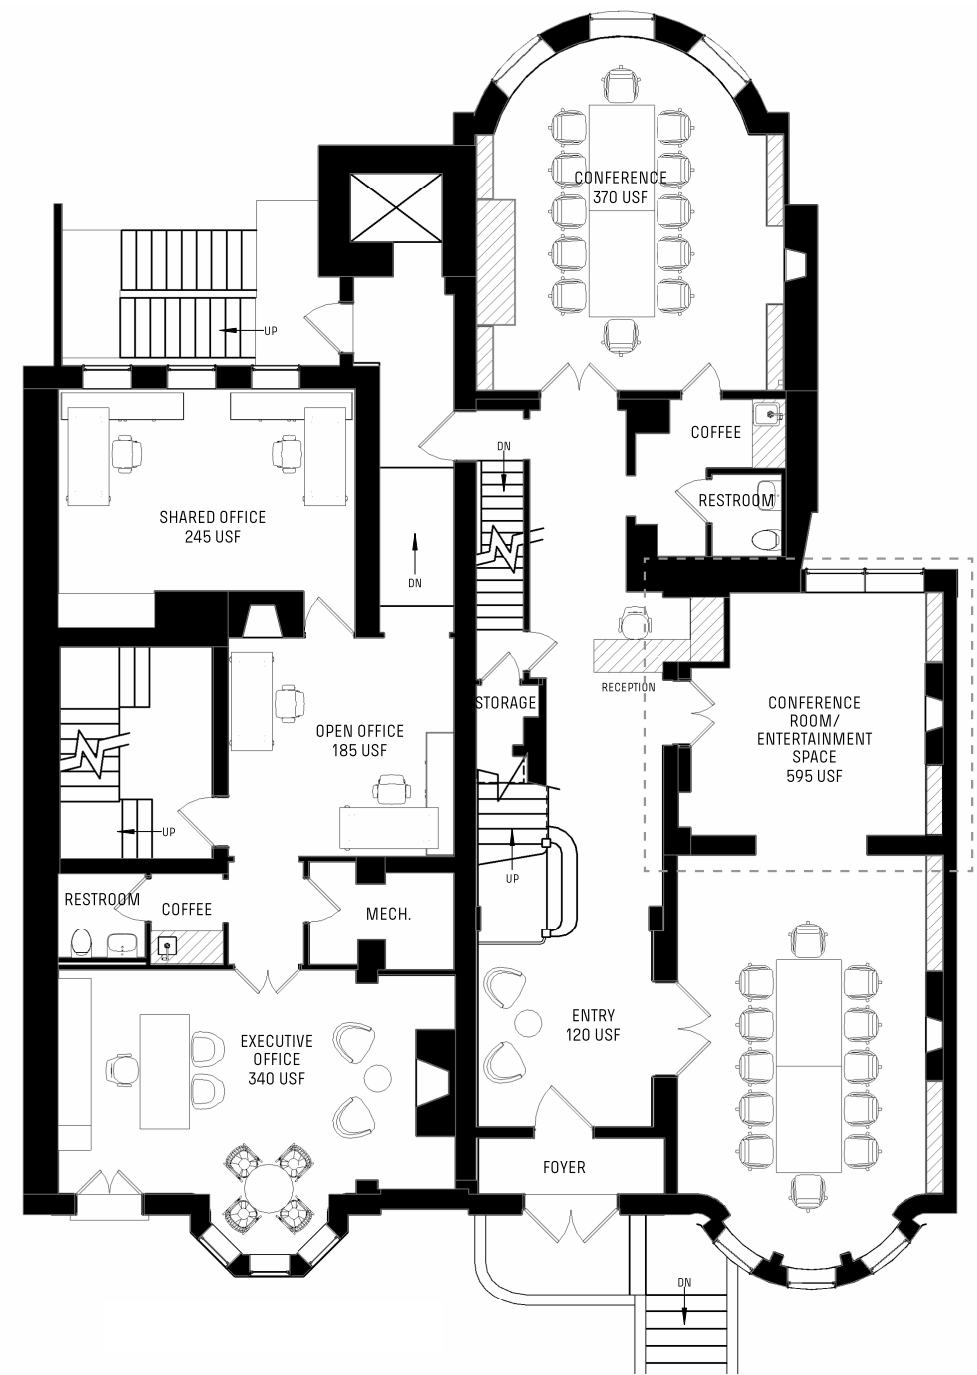 CONFERENCE
370 USF
UP
COFFEE
DN
RESTROOM
SHARED OFFICE
245 USF
DN
RECEPTION
STORAGE
CONFERENCE
ROOM/
ENTERTAINMENT
SPACE
595 USF
OPEN OFFICE
185 USF
UP
UP
RESTROOM
COFFEE
MECH.
ENTRY
120 USF
EXECUTIVE
OFFICE
340 USF
FOYER
DN